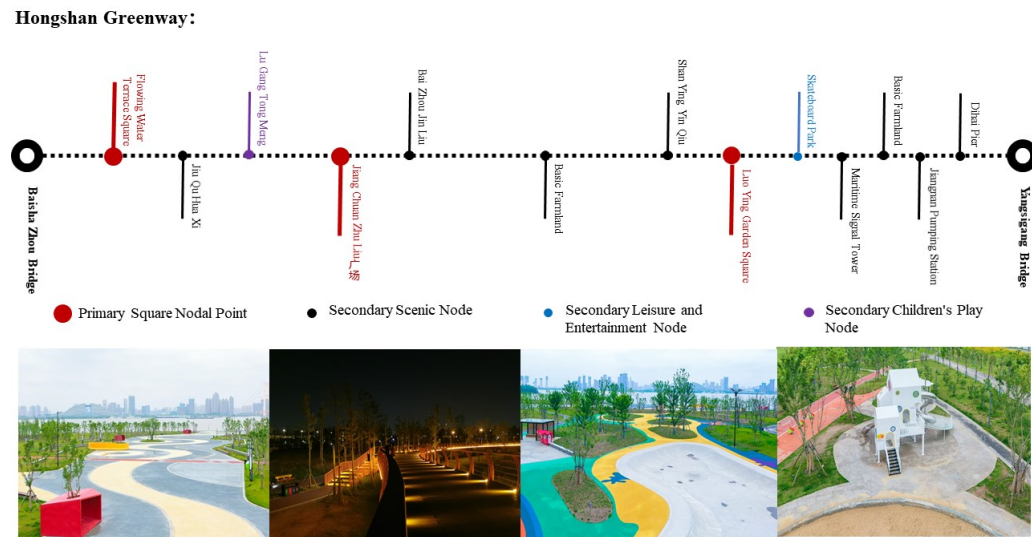 Hongshan Greenway：
Flowing Water
Terrace Square
Jiu Qu Hua Xi
Lu Gang Tong Meng
Jiang Chuan Zhu Liu广场
Bai Zhou Jin Liu
Basic Farmland
Shan Ying Yin Qiu
Luo Ying Garden Square
Skateboard Park
Maritime Signal Tower
Basic Farmland
Jiangnan Pumping Station
Dihai Pier
Baisha Zhou Bridge
Yangsigang Bridge
Primary Square Nodal Point
Secondary Scenic Node
Secondary Leisure and
Entertainment Node
Secondary Children's Play
Node